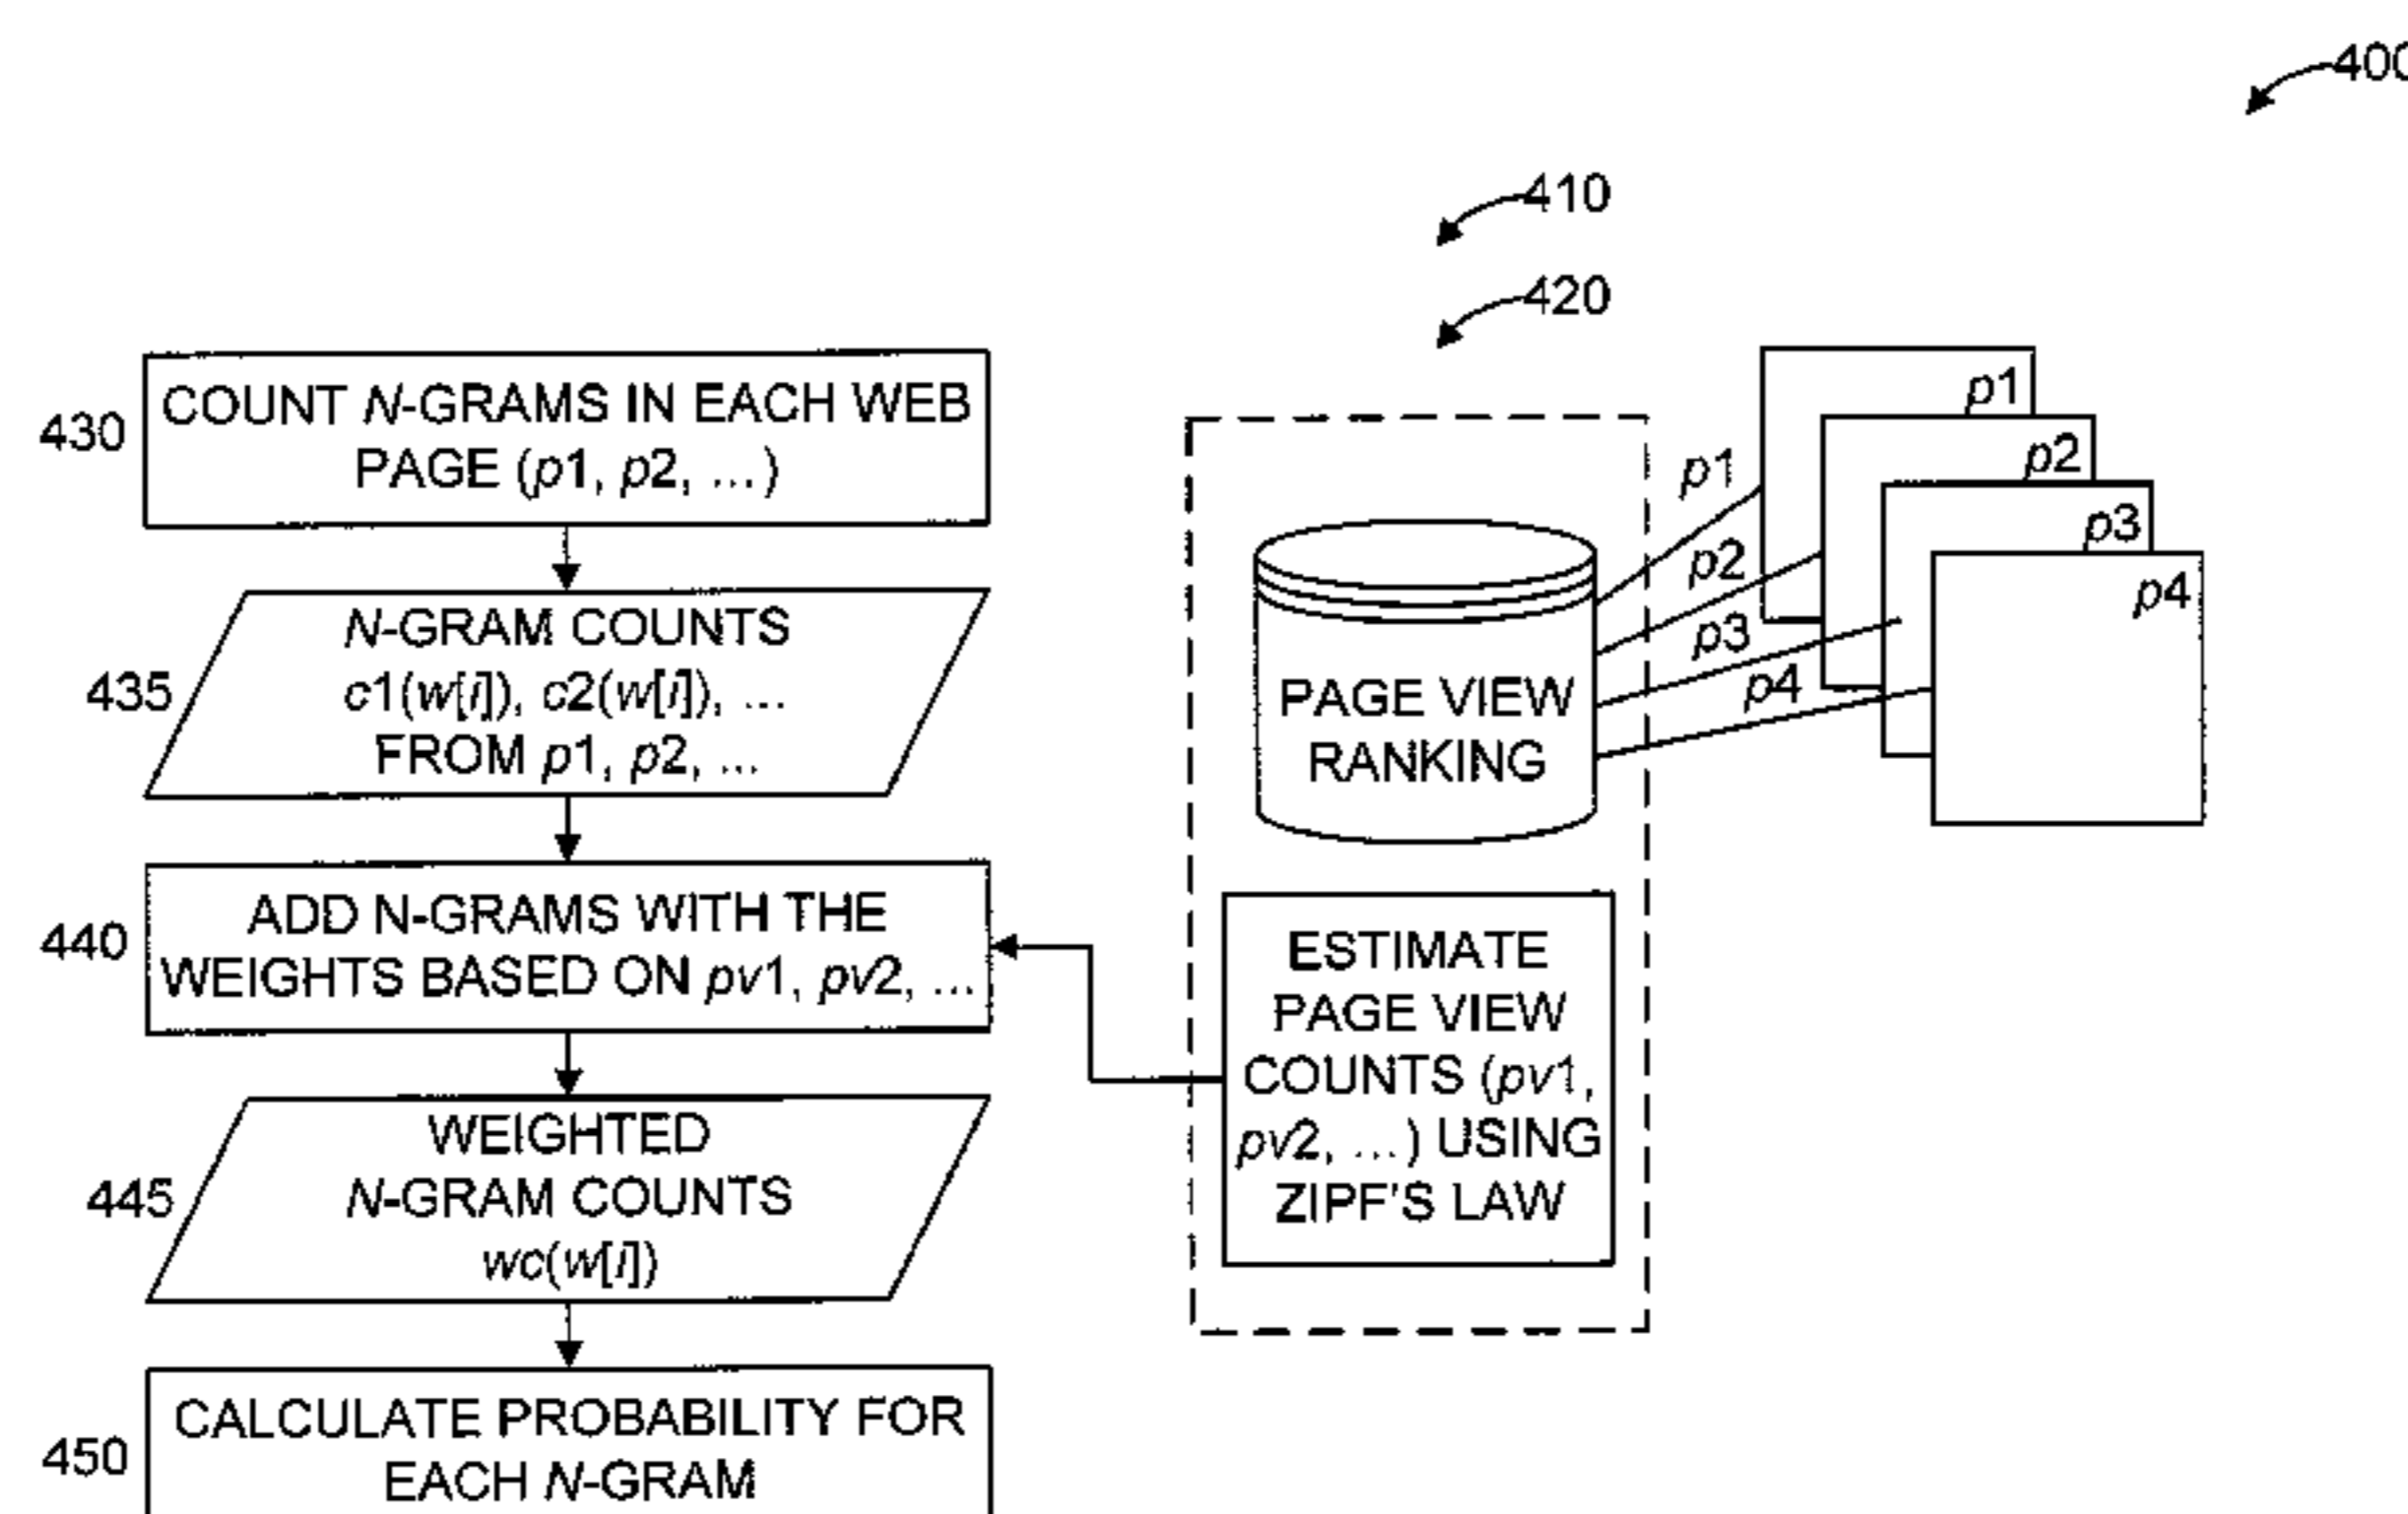 400
410
420
430
COUNT N-GRAMS IN EACH WEB
PAGE (p1, p2, ...)
435
N-GRAM COUNTS
c1(w[i]), c2(w[i]), ...
FROM p1, p2, ...
440
ADD N-GRAMS WITH THE
WEIGHTS BASED ON pv1, pv2, ...
445
WEIGHTED
N-GRAM COUNTS
wc(w[i])
450
CALCULATE PROBABILITY FOR
EACH N-GRAM
PAGE VIEW
RANKING
ESTIMATE
PAGE VIEW
COUNTS (pv1,
pv2, ...) USING
ZIPF'S LAW
p1
p2
p3
p4
p1
p2
p3
p4